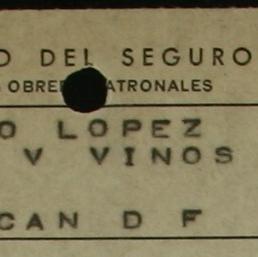 O DEL SEGURO
OBRE ATRONALES
O LOPEZ
V VINOS
CAN D F